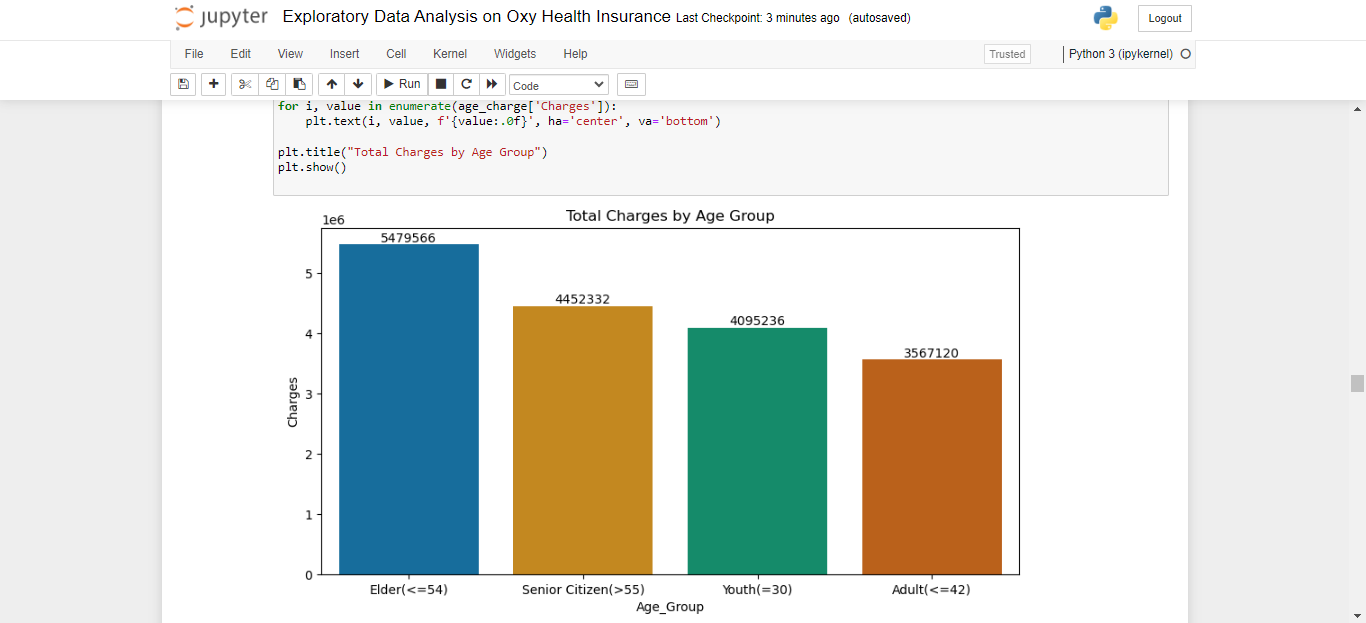 jupyter Exploratory Data Analysis on Oxy Health Insurance Last Checkpoint: 3 minutes ago (autosaved) Logout
File Edit View Insert Cell Kernel Widgets Help Trusted Python 3 (ipykernel)
Run Code
for i, value in enumerate(age_charge['Charges']):
    plt.text(i, value, f'{value:.0f}', ha='center', va='bottom')
plt.title("Total Charges by Age Group")
plt.show()
Total Charges by Age Group
1e6
5479566
4452332
4095236
3567120
5
4
3
2
1
0
Charges
Elder(<=54) Senior Citizen(>55) Youth(=30) Adult(<=42)
Age_Group